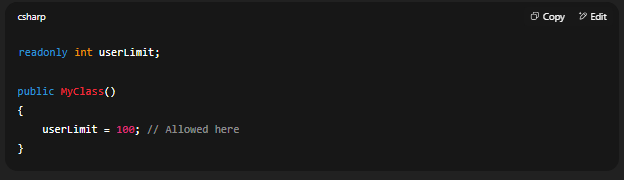 csharp Copy Edit
readonly int userLimit;
public MyClass()
{
userLimit = 100; // Allowed here
}